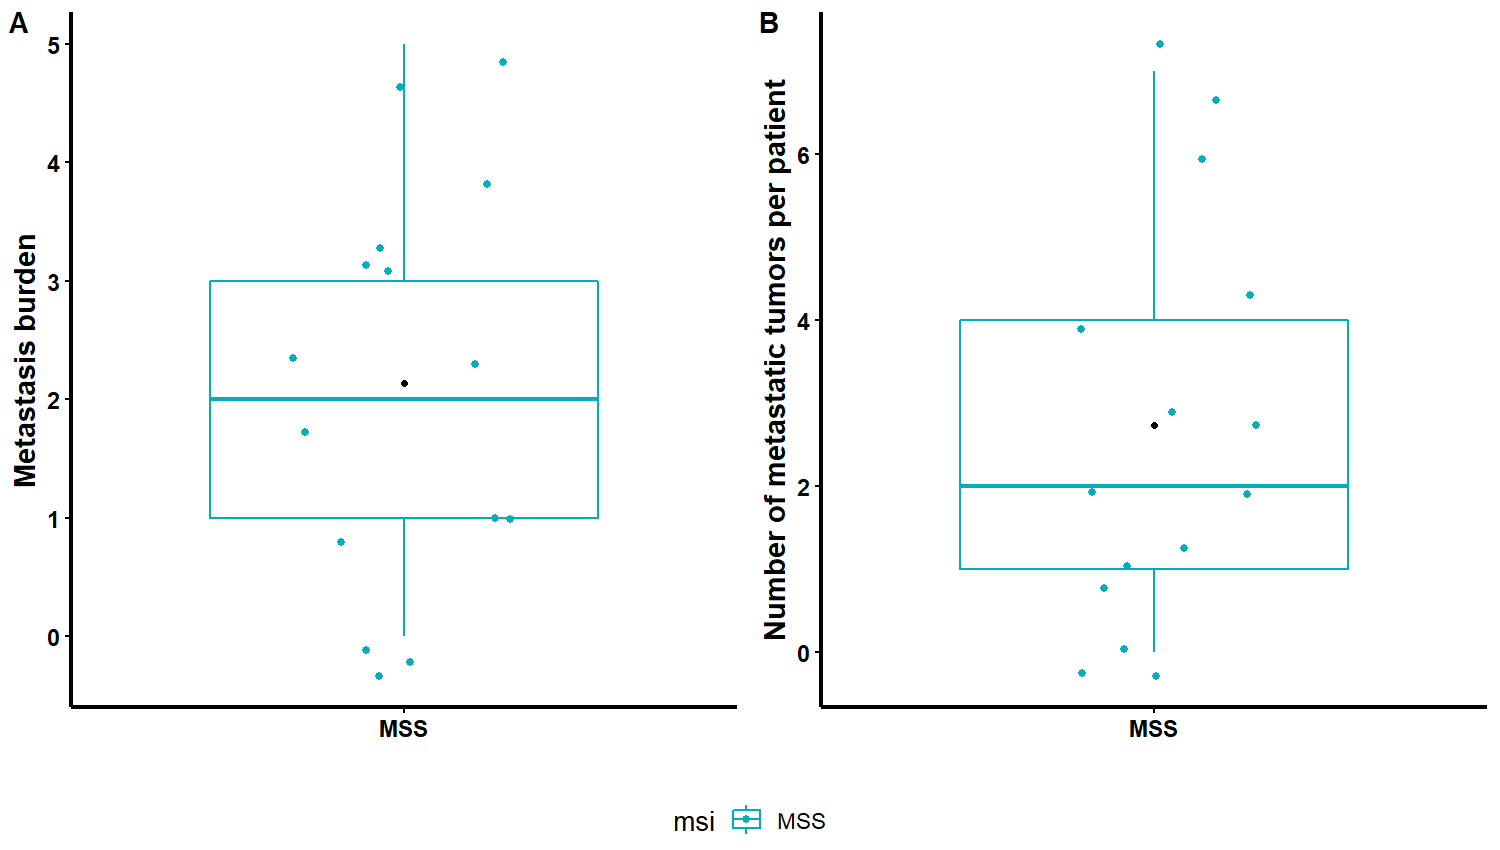 A
Metastasis burden
5
4
3
2
1
0
MSS
B
Number of metastatic tumors per patient
6
4
2
0
MSS
msi MSS